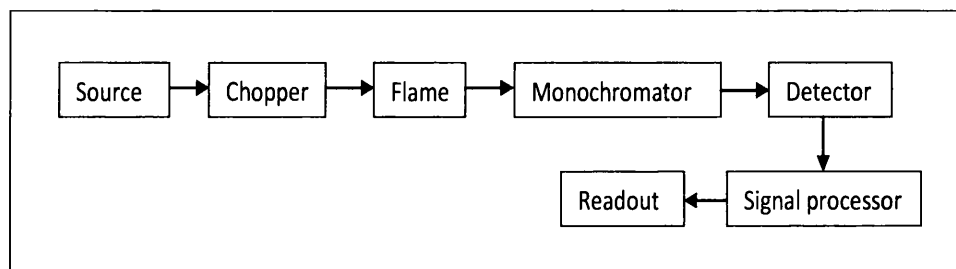 Source
Chopper
Flame
Monochromator
Detector
Signal processor
Readout